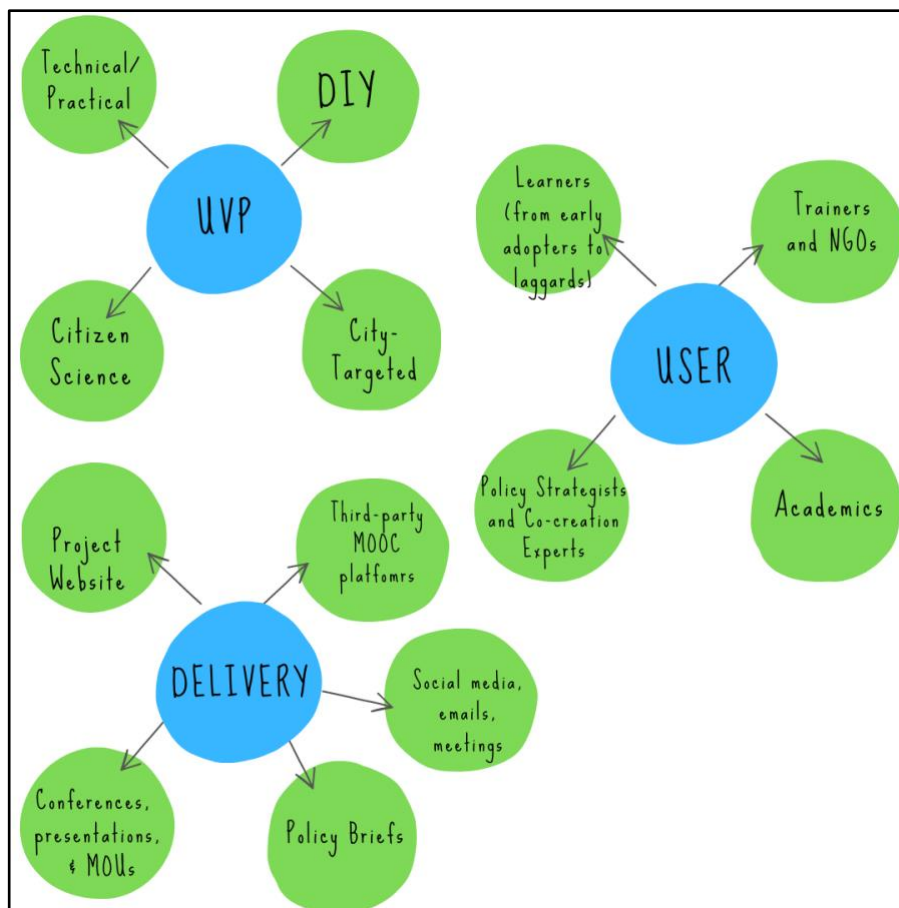 Technical/
Practical
DIY
UVP
Citizen
Science
City-
Targeted
Learners
(from early
adopters to
laggards)
Trainers
and NGOs
USER
Policy Strategists
and Co-creation
Experts
Academics
Project
Website
Third-party
MOOC
platfomrs
DELIVERY
Social media,
emails,
meetings
Conferences,
presentations,
& MOUs
Policy Briefs